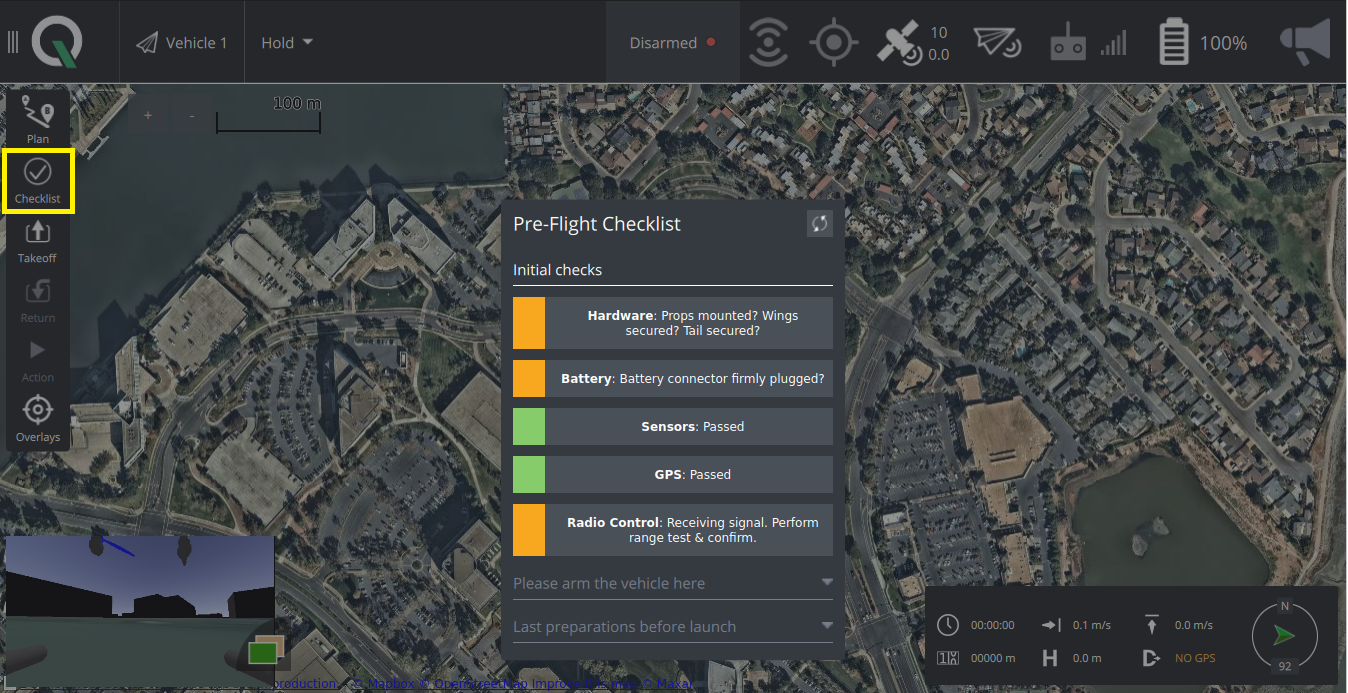 Vehicle 1
Hold
Disarmed
10
0.0
100%
Plan
B
Checklist
Takeoff
Return
Action
Overlays
+
-
100 m
Pre-Flight Checklist
Initial checks
Hardware: Props mounted? Wings
secured? Tail secured?
Battery: Battery connector firmly plugged?
Sensors: Passed
GPS: Passed
Radio Control: Receiving signal. Perform
range test & confirm.
Please arm the vehicle here
Last preparations before launch
00:00:00
0.1 m/s
0.0 m/s
00000 m
H
0.0 m
NO GPS
N
92
production. © Mapbox © OpenStreetMap Improve this map © Maxar